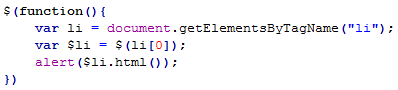 $(function(){
    var li = document.getElementsByTagName("li");
    var $li = $(li[0]);
    alert($li.html());
})